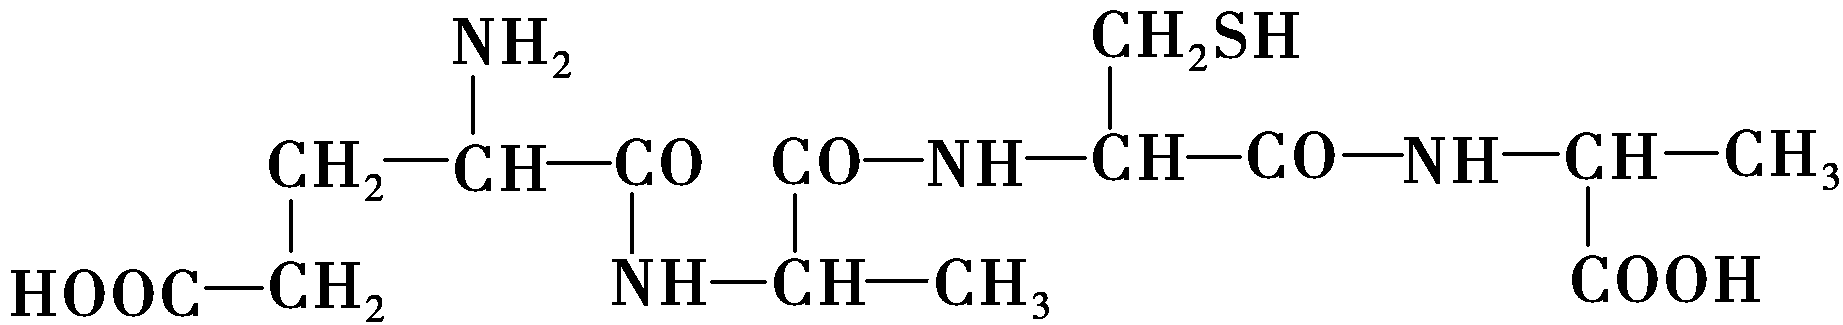 NH₂ CH₂SH
CH₂—CH—CO CO—NH—CH—CO—NH—CH—CH₃
HOOC—CH₂ NH—CH—CH₃ COOH